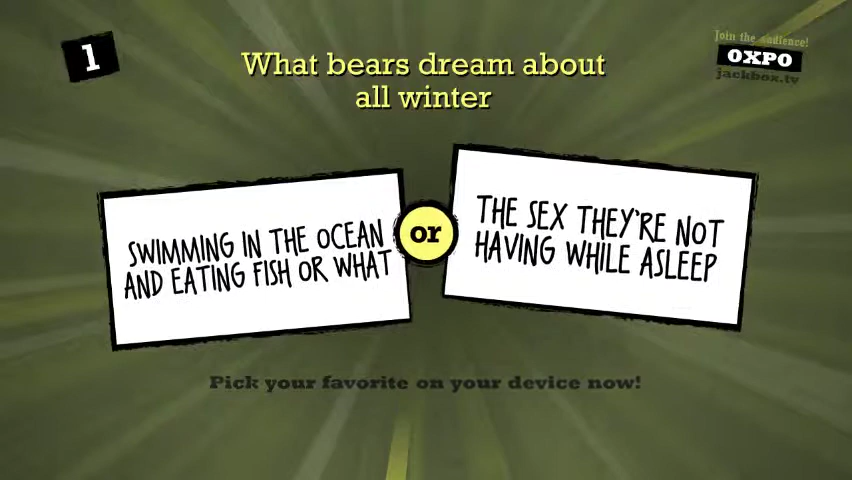 1
What bears dream about
all winter
Join the audience!
OXPO
jackbox.tv
SWIMMING IN THE OCEAN
AND EATING FISH OR WHAT
or
THE SEX THEY'RE NOT
HAVING WHILE ASLEEP
Pick your favorite on your device now!